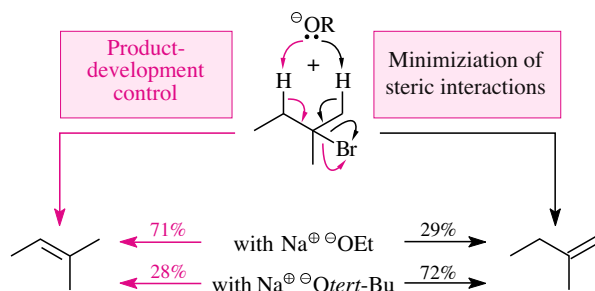 ⊖OR
Product-
development
control
+
Minimiziation of
steric interactions
H
H
Br
71%
with Na⊕ ⊖OEt
29%
28%
with Na⊕ ⊖Otert-Bu
72%